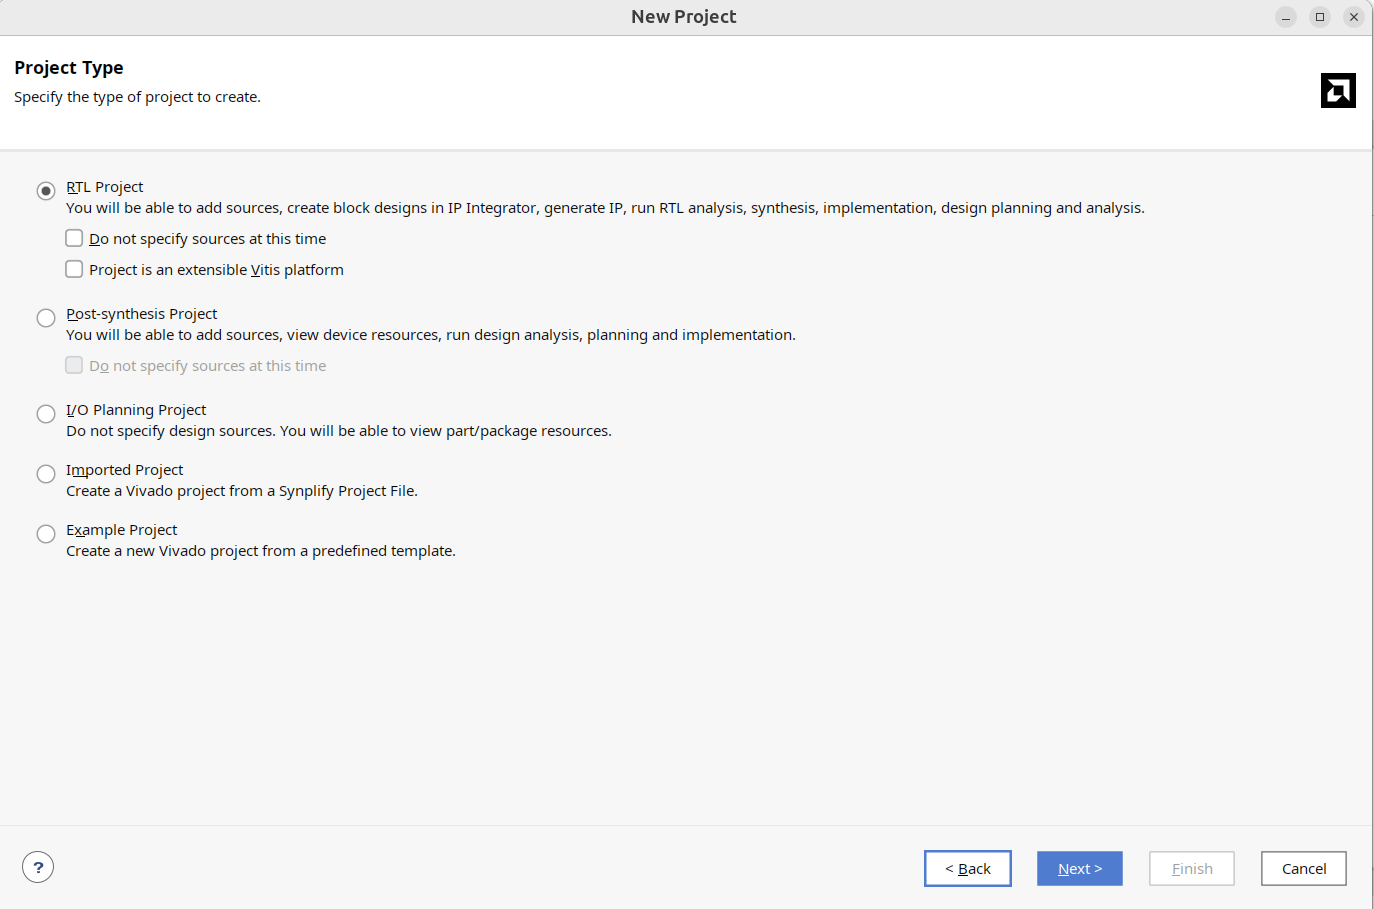 New Project
Project Type
Specify the type of project to create.
RTL Project
You will be able to add sources, create block designs in IP Integrator, generate IP, run RTL analysis, synthesis, implementation, design planning and analysis.
Do not specify sources at this time
Project is an extensible Vitis platform
Post-synthesis Project
You will be able to add sources, view device resources, run design analysis, planning and implementation.
Do not specify sources at this time
I/O Planning Project
Do not specify design sources. You will be able to view part/package resources.
Imported Project
Create a Vivado project from a Synplify Project File.
Example Project
Create a new Vivado project from a predefined template.
? < Back Next > Finish Cancel